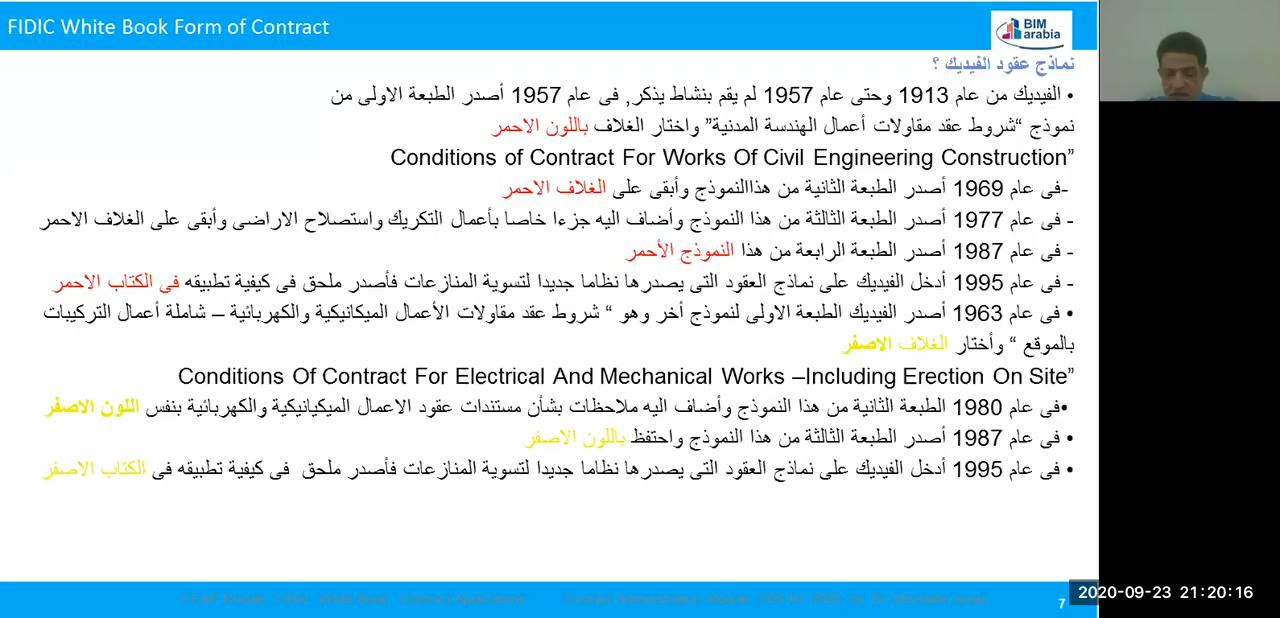 FIDIC White Book Form of Contract
BIM
arabia
نماذج عقود الفيديك ؟
• الفيديك من عام 1913 وحتى عام 1957 لم يقم بنشاط يذكر, فى عام 1957 أصدر الطبعة الاولى من
نموذج “شروط عقد مقاولات أعمال الهندسة المدنية” واختار الغلاف باللون الاحمر
Conditions of Contract For Works Of Civil Engineering Construction”
-فى عام 1969 أصدر الطبعة الثانية من هذاالنموذج وأبقى على الغلاف الاحمر
- فى عام 1977 أصدر الطبعة الثالثة من هذا النموذج وأضاف اليه جزءا خاصا بأعمال التكريك واستصلاح الاراضى وأبقى على الغلاف الاحمر
- فى عام 1987 أصدر الطبعة الرابعة من هذا النموذج الأحمر
- فى عام 1995 أدخل الفيديك على نماذج العقود التى يصدرها نظاما جديدا لتسوية المنازعات فأصدر ملحق فى كيفية تطبيقه فى الكتاب الاحمر
• فى عام 1963 أصدر الفيديك الطبعة الاولى لنموذج أخر وهو “ شروط عقد مقاولات الأعمال الميكانيكية والكهربائية – شاملة أعمال التركيبات
بالموقع “ وأختار الغلاف الاصفر
Conditions Of Contract For Electrical And Mechanical Works –Including Erection On Site”
•فى عام 1980 الطبعة الثانية من هذا النموذج وأضاف اليه ملاحظات بشأن مستندات عقود الاعمال الميكيانيكية والكهربائية بنفس اللون الاصفر
• فى عام 1987 أصدر الطبعة الثالثة من هذا النموذج واحتفظ باللون الاصفر
• فى عام 1995 أدخل الفيديك على نماذج العقود التى يصدرها نظاما جديدا لتسوية المنازعات فأصدر ملحق فى كيفية تطبيقه فى الكتاب الاصفر
7
2020-09-23 21:20:16